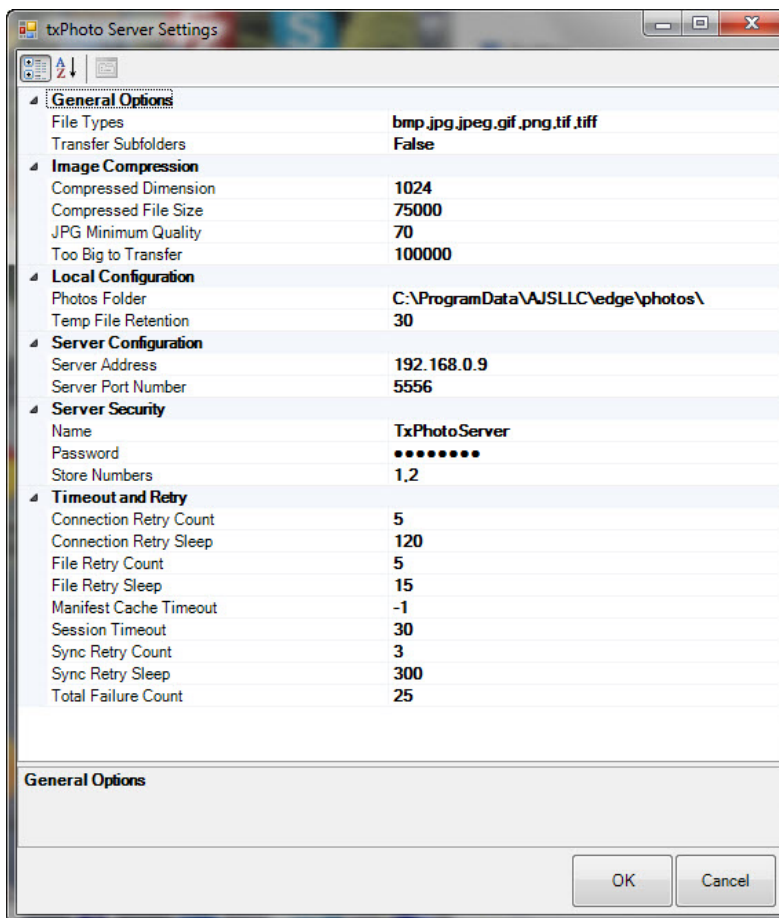 txPhoto Server Settings
General Options
File Types bmp,jpg,jpeg,gif,png,tif,tiff
Transfer Subfolders False
Image Compression
Compressed Dimension 1024
Compressed File Size 75000
JPG Minimum Quality 70
Too Big to Transfer 100000
Local Configuration
Photos Folder C:\ProgramData\AJSLLC\edge\photos\
Temp File Retention 30
Server Configuration
Server Address 192.168.0.9
Server Port Number 5556
Server Security
Name TxPhotoServer
Password ●●●●●●●●
Store Numbers 1,2
Timeout and Retry
Connection Retry Count 5
Connection Retry Sleep 120
File Retry Count 5
File Retry Sleep 15
Manifest Cache Timeout -1
Session Timeout 30
Sync Retry Count 3
Sync Retry Sleep 300
Total Failure Count 25
General Options
OK Cancel